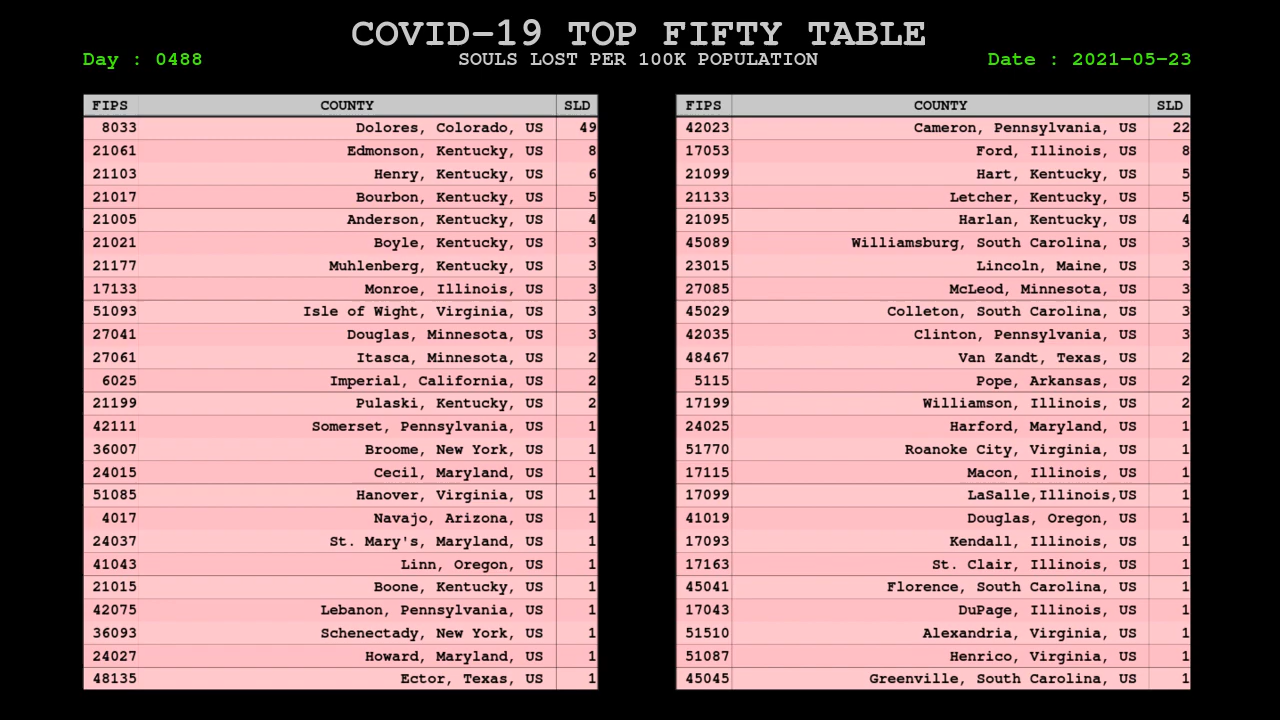 COVID-19 TOP FIFTY TABLE
Day : 0488 SOULS LOST PER 100K POPULATION Date : 2021-05-23
FIPS COUNTY SLD
8033 Dolores, Colorado, US 49
21061 Edmonson, Kentucky, US 8
21103 Henry, Kentucky, US 6
21017 Bourbon, Kentucky, US 5
21005 Anderson, Kentucky, US 4
21021 Boyle, Kentucky, US 3
21177 Muhlenberg, Kentucky, US 3
17133 Monroe, Illinois, US 3
51093 Isle of Wight, Virginia, US 3
27041 Douglas, Minnesota, US 3
27061 Itasca, Minnesota, US 2
6025 Imperial, California, US 2
21199 Pulaski, Kentucky, US 2
42111 Somerset, Pennsylvania, US 1
36007 Broome, New York, US 1
24015 Cecil, Maryland, US 1
51085 Hanover, Virginia, US 1
4017 Navajo, Arizona, US 1
24037 St. Mary's, Maryland, US 1
41043 Linn, Oregon, US 1
21015 Boone, Kentucky, US 1
42075 Lebanon, Pennsylvania, US 1
36093 Schenectady, New York, US 1
24027 Howard, Maryland, US 1
48135 Ector, Texas, US 1
FIPS COUNTY SLD
42023 Cameron, Pennsylvania, US 22
17053 Ford, Illinois, US 8
21099 Hart, Kentucky, US 5
21133 Letcher, Kentucky, US 5
21095 Harlan, Kentucky, US 4
45089 Williamsburg, South Carolina, US 3
23015 Lincoln, Maine, US 3
27085 McLeod, Minnesota, US 3
45029 Colleton, South Carolina, US 3
42035 Clinton, Pennsylvania, US 3
48467 Van Zandt, Texas, US 2
5115 Pope, Arkansas, US 2
17199 Williamson, Illinois, US 2
24025 Harford, Maryland, US 1
51770 Roanoke City, Virginia, US 1
17115 Macon, Illinois, US 1
17099 LaSalle,Illinois,US 1
41019 Douglas, Oregon, US 1
17093 Kendall, Illinois, US 1
17163 St. Clair, Illinois, US 1
45041 Florence, South Carolina, US 1
17043 DuPage, Illinois, US 1
51510 Alexandria, Virginia, US 1
51087 Henrico, Virginia, US 1
45045 Greenville, South Carolina, US 1